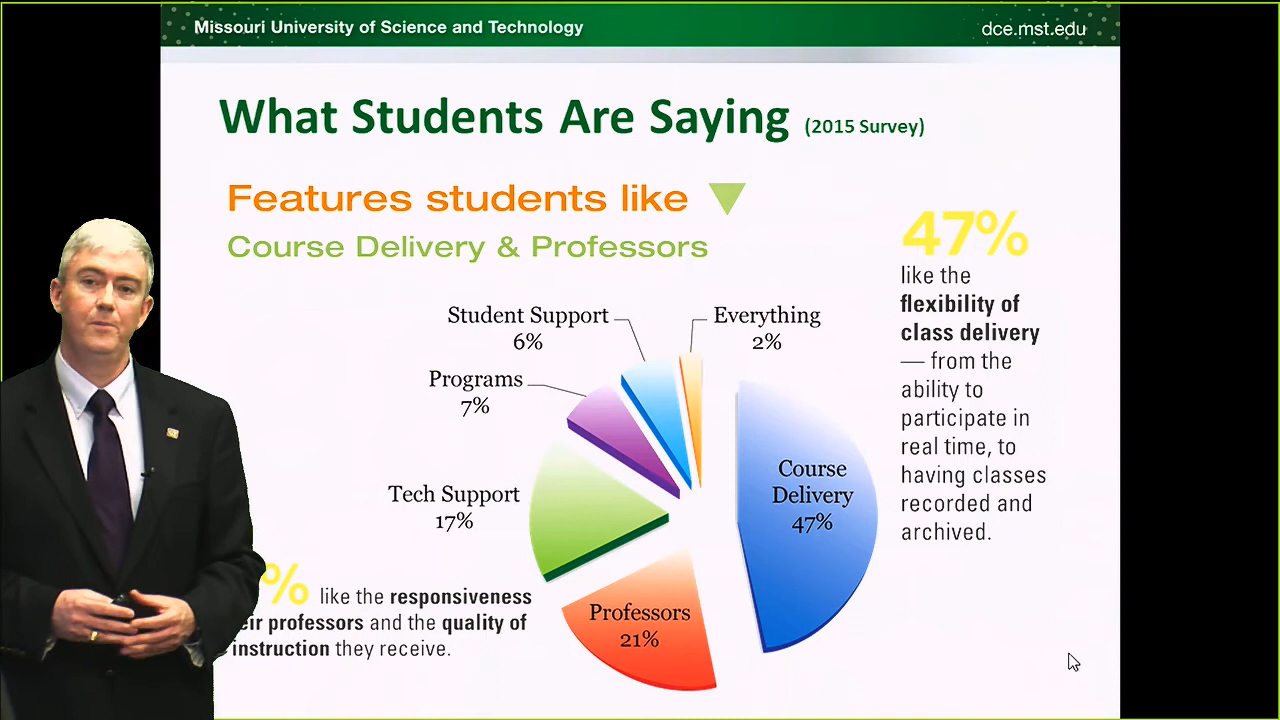 Missouri University of Science and Technology
dce.mst.edu
What Students Are Saying (2015 Survey)
Features students like
Course Delivery & Professors
47%
like the
flexibility of
class delivery
— from the
ability to
participate in
real time, to
having classes
recorded and
archived.
Student Support
6%
Everything
2%
Programs
7%
Course
Delivery
47%
Tech Support
17%
Professors
21%
% like the responsiveness
professors and the quality of
instruction they receive.